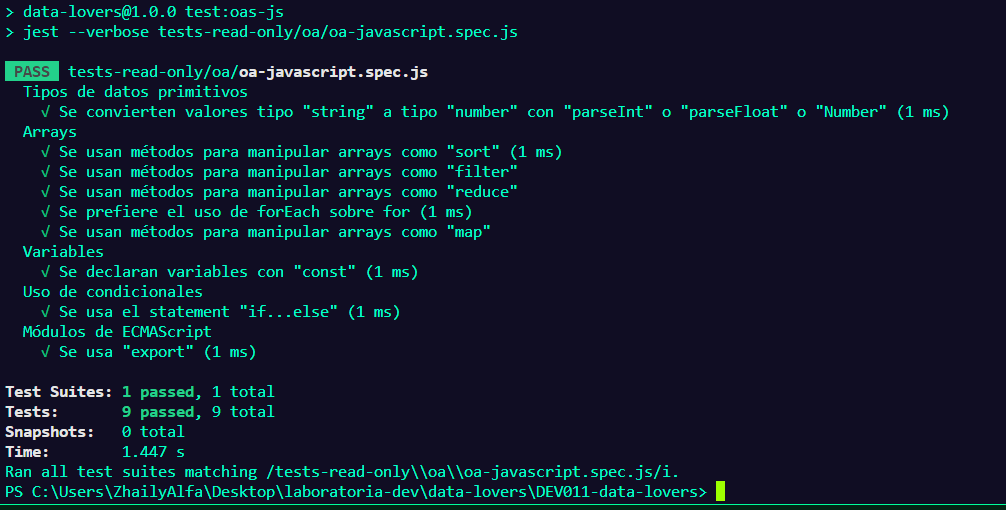 > data-lovers@1.0.0 test:oas-js
> jest --verbose tests-read-only/oa/oa-javascript.spec.js
PASS tests-read-only/oa/oa-javascript.spec.js
Tipos de datos primitivos
√ Se convierten valores tipo "string" a tipo "number" con "parseInt" o "parseFloat" o "Number" (1 ms)
Arrays
√ Se usan métodos para manipular arrays como "sort" (1 ms)
√ Se usan métodos para manipular arrays como "filter"
√ Se usan métodos para manipular arrays como "reduce"
√ Se prefiere el uso de forEach sobre for (1 ms)
√ Se usan métodos para manipular arrays como "map"
Variables
√ Se declaran variables con "const" (1 ms)
Uso de condicionales
√ Se usa el statement "if...else" (1 ms)
Módulos de ECMAScript
√ Se usa "export" (1 ms)
Test Suites: 1 passed, 1 total
Tests: 9 passed, 9 total
Snapshots: 0 total
Time: 1.447 s
Ran all test suites matching /tests-read-only\\oa\\oa-javascript.spec.js/i.
PS C:\Users\ZhailyAlfa\Desktop\laboratoria-dev\data-lovers\DEV011-data-lovers>